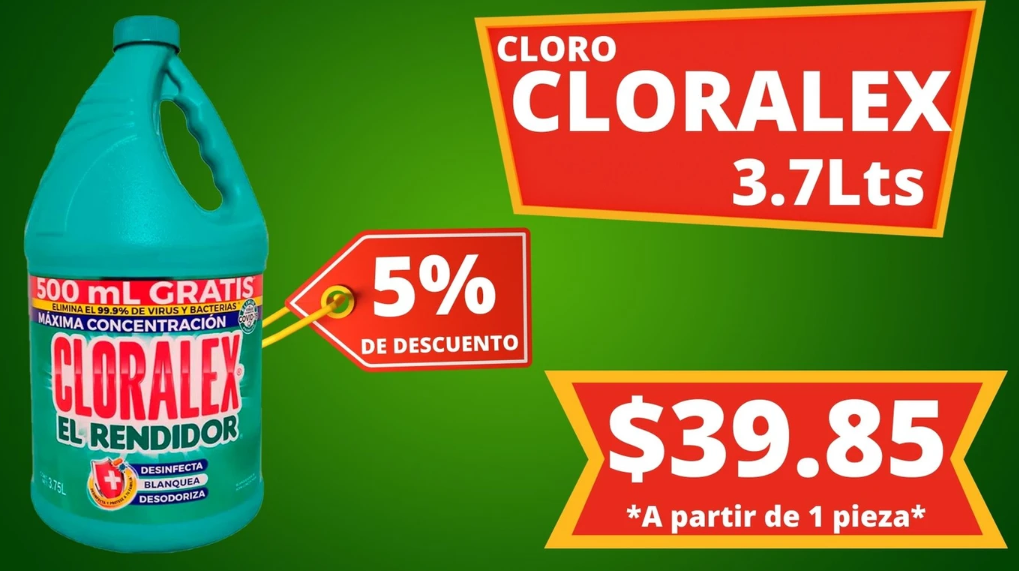 CLORO
CLORALEX
3.7Lts
5%
DE DESCUENTO
500 mL GRATIS
ELIMINA EL 99.9% DE VIRUS Y BACTERIAS
MÁXIMA CONCENTRACIÓN
CLORALEX
EL RENDIDOR
DESINFECTA
BLANQUEA
DESODORIZA
3.75L
$39.85
*A partir de 1 pieza*